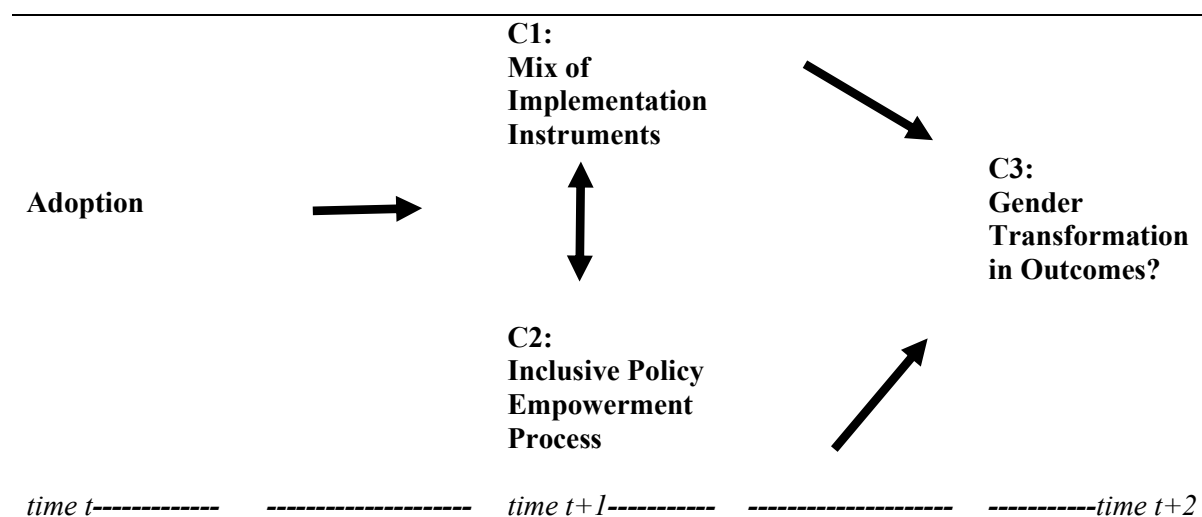 C1:
Mix of
Implementation
Instruments
Adoption
C3:
Gender
Transformation
in Outcomes?
C2:
Inclusive Policy
Empowerment
Process
time t------------- --------------------- time t+1----------- --------------------- -----------time t+2